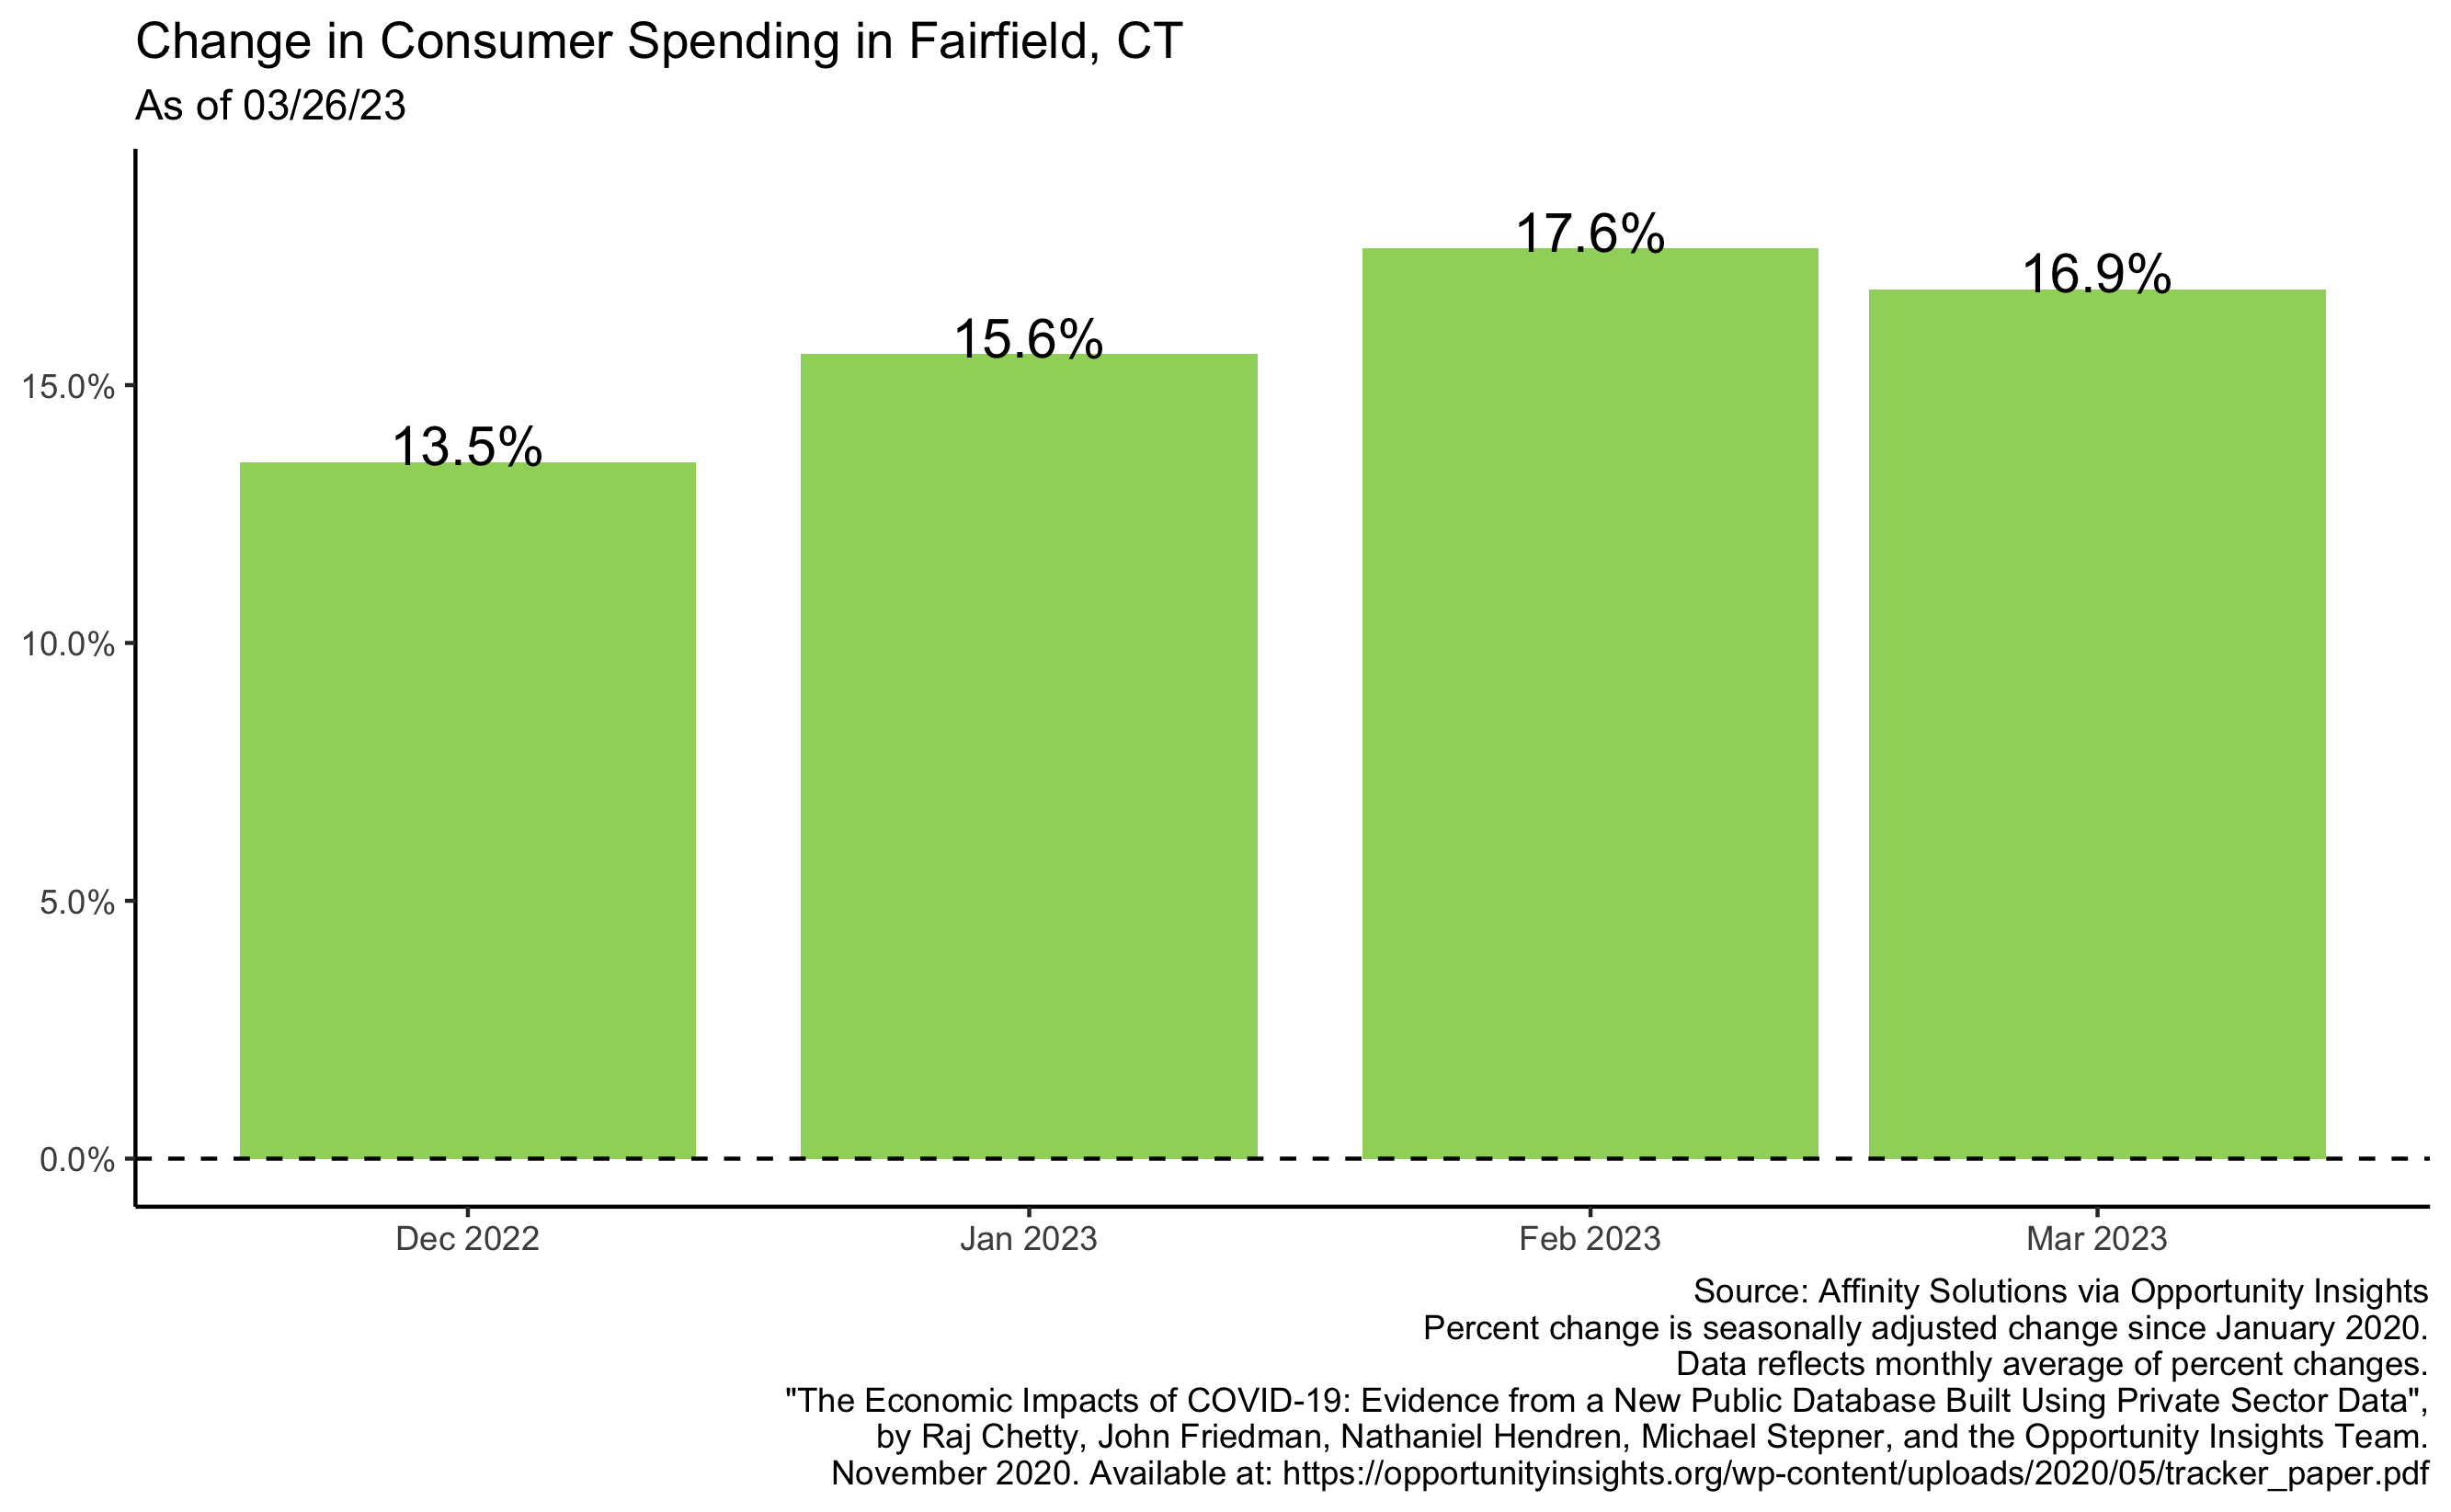 Change in Consumer Spending in Fairfield, CT
As of 03/26/23
17.6%
16.9%
15.6%
15.0%
13.5%
10.0%
5.0%
0.0%
Dec 2022
Jan 2023
Feb 2023
Mar 2023
Source: Affinity Solutions via Opportunity Insights
Percent change is seasonally adjusted change since January 2020.
Data reflects monthly average of percent changes.
"The Economic Impacts of COVID-19: Evidence from a New Public Database Built Using Private Sector Data",
by Raj Chetty, John Friedman, Nathaniel Hendren, Michael Stepner, and the Opportunity Insights Team.
November 2020. Available at: https://opportunityinsights.org/wp-content/uploads/2020/05/tracker_paper.pdf